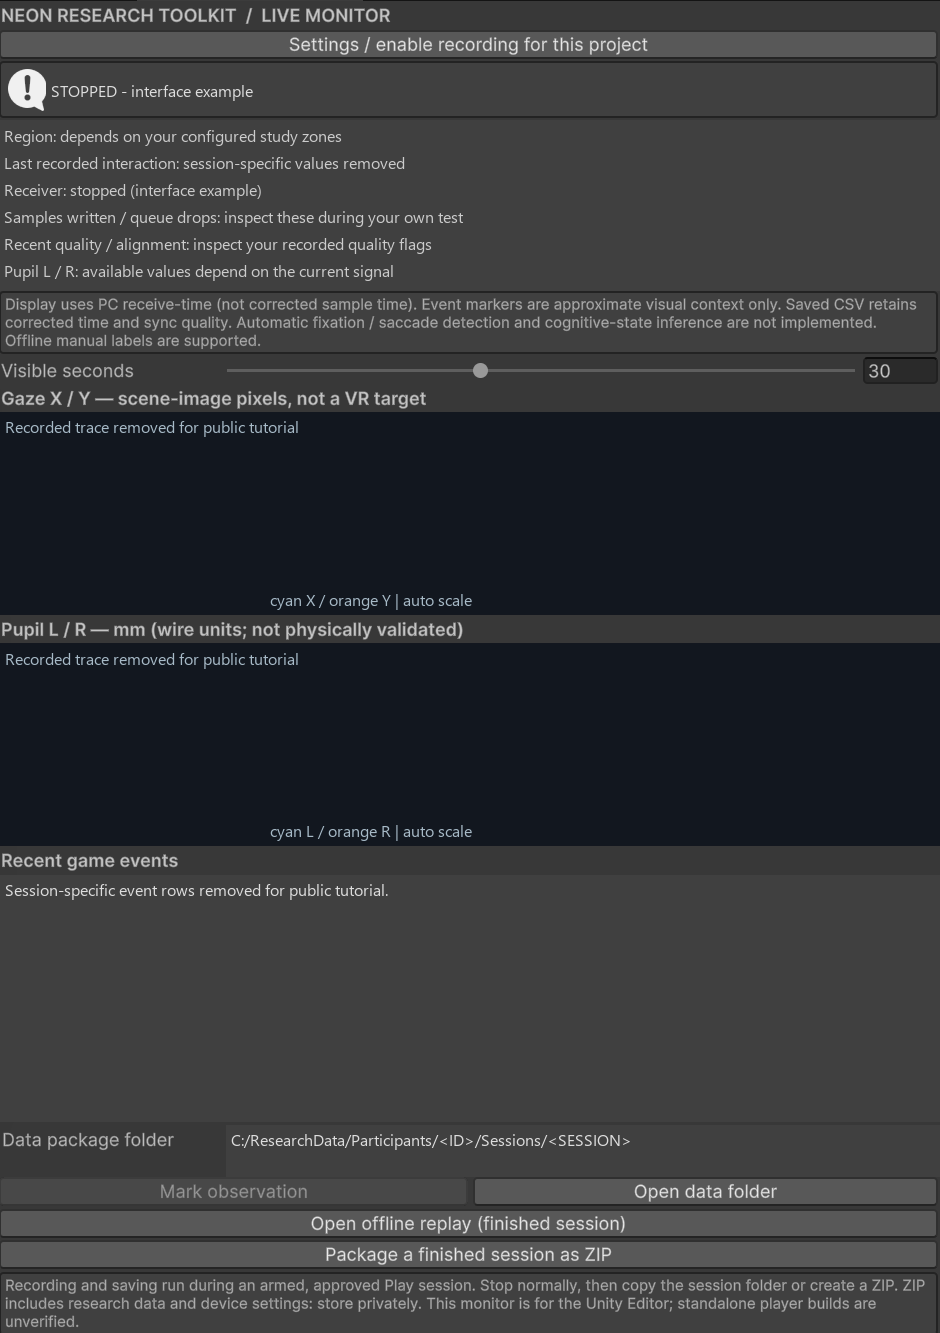 NEON RESEARCH TOOLKIT / LIVE MONITOR
Settings / enable recording for this project
STOPPED - interface example
Region: depends on your configured study zones
Last recorded interaction: session-specific values removed
Receiver: stopped (interface example)
Samples written / queue drops: inspect these during your own test
Recent quality / alignment: inspect your recorded quality flags
Pupil L / R: available values depend on the current signal
Display uses PC receive-time (not corrected sample time). Event markers are approximate visual context only. Saved CSV retains
corrected time and sync quality. Automatic fixation / saccade detection and cognitive-state inference are not implemented.
Offline manual labels are supported.
Visible seconds 30
Gaze X / Y — scene-image pixels, not a VR target
Recorded trace removed for public tutorial
cyan X / orange Y | auto scale
Pupil L / R — mm (wire units; not physically validated)
Recorded trace removed for public tutorial
cyan L / orange R | auto scale
Recent game events
Session-specific event rows removed for public tutorial.
Data package folder C:/ResearchData/Participants/<ID>/Sessions/<SESSION>
Mark observation Open data folder
Open offline replay (finished session)
Package a finished session as ZIP
Recording and saving run during an armed, approved Play session. Stop normally, then copy the session folder or create a ZIP. ZIP
includes research data and device settings: store privately. This monitor is for the Unity Editor; standalone player builds are
unverified.